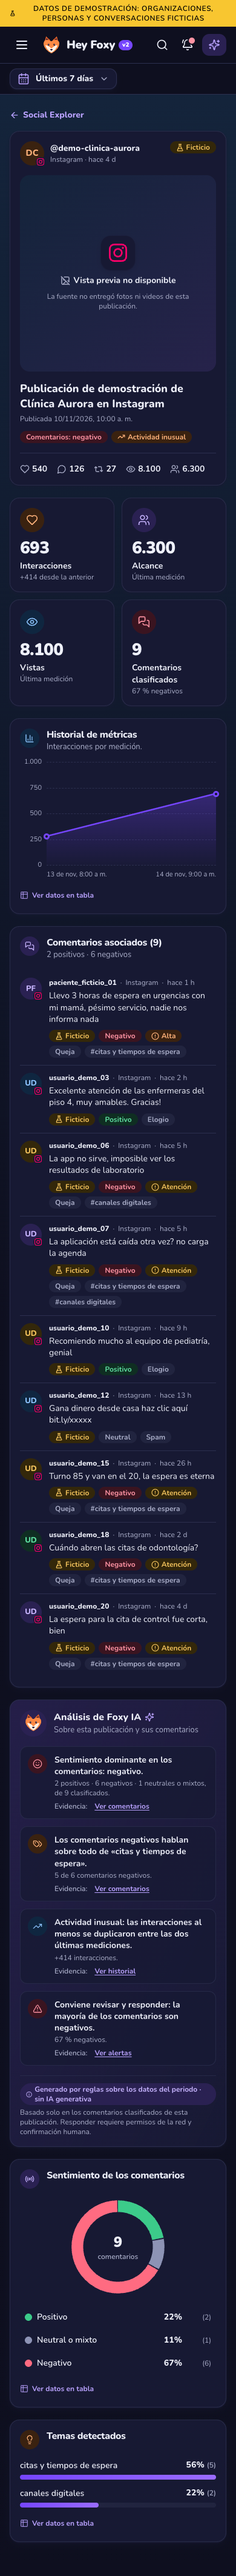 DATOS DE DEMOSTRACIÓN: ORGANIZACIONES,
PERSONAS Y CONVERSACIONES FICTICIAS
Hey Foxy v2
Últimos 7 días
Social Explorer
DC
@demo-clinica-aurora
Ficticio
Instagram · hace 4 d
Vista previa no disponible
La fuente no entregó fotos ni videos de esta
publicación.
Publicación de demostración de
Clínica Aurora en Instagram
Publicada 10/11/2026, 10:00 a. m.
Comentarios: negativo
Actividad inusual
540 126 27 8.100 6.300
693
Interacciones
+414 desde la anterior
6.300
Alcance
Última medición
8.100
Vistas
Última medición
9
Comentarios
clasificados
67 % negativos
Historial de métricas
Interacciones por medición.
1.000
750
500
250
0
13 de nov, 8:00 a. m.
14 de nov, 9:00 a. m.
Ver datos en tabla
Comentarios asociados (9)
2 positivos · 6 negativos
PF
paciente_ficticio_01 · Instagram · hace 1 h
Llevo 3 horas de espera en urgencias con
mi mamá, pésimo servicio, nadie nos
informa nada
Ficticio Negativo Alta
Queja #citas y tiempos de espera
UD
usuario_demo_03 · Instagram · hace 2 h
Excelente atención de las enfermeras del
piso 4, muy amables. Gracias!
Ficticio Positivo Elogio
UD
usuario_demo_06 · Instagram · hace 5 h
La app no sirve, imposible ver los
resultados de laboratorio
Ficticio Negativo Atención
Queja #canales digitales
UD
usuario_demo_07 · Instagram · hace 5 h
La aplicación está caída otra vez? no carga
la agenda
Ficticio Negativo Atención
Queja #citas y tiempos de espera
#canales digitales
UD
usuario_demo_10 · Instagram · hace 9 h
Recomiendo mucho al equipo de pediatría,
genial
Ficticio Positivo Elogio
UD
usuario_demo_12 · Instagram · hace 13 h
Gana dinero desde casa haz clic aquí
bit.ly/xxxxx
Ficticio Neutral Spam
UD
usuario_demo_15 · Instagram · hace 26 h
Turno 85 y van en el 20, la espera es eterna
Ficticio Negativo Atención
Queja #citas y tiempos de espera
UD
usuario_demo_18 · Instagram · hace 2 d
Cuándo abren las citas de odontología?
Ficticio Negativo Atención
Queja #citas y tiempos de espera
UD
usuario_demo_20 · Instagram · hace 4 d
La espera para la cita de control fue corta,
bien
Ficticio Negativo Atención
Queja #citas y tiempos de espera
Análisis de Foxy IA
Sobre esta publicación y sus comentarios
Sentimiento dominante en los
comentarios: negativo.
2 positivos · 6 negativos · 1 neutrales o mixtos,
de 9 clasificados.
Evidencia: Ver comentarios
Los comentarios negativos hablan
sobre todo de «citas y tiempos de
espera».
5 de 6 comentarios negativos.
Evidencia: Ver comentarios
Actividad inusual: las interacciones al
menos se duplicaron entre las dos
últimas mediciones.
+414 interacciones.
Evidencia: Ver historial
Conviene revisar y responder: la
mayoría de los comentarios son
negativos.
67 % negativos.
Evidencia: Ver alertas
Generado por reglas sobre los datos del periodo ·
sin IA generativa
Basado solo en los comentarios clasificados de esta
publicación. Responder requiere permisos de la red y
confirmación humana.
Sentimiento de los comentarios
9
comentarios
Positivo 22% (2)
Neutral o mixto 11% (1)
Negativo 67% (6)
Ver datos en tabla
Temas detectados
citas y tiempos de espera 56% (5)
canales digitales 22% (2)
Ver datos en tabla